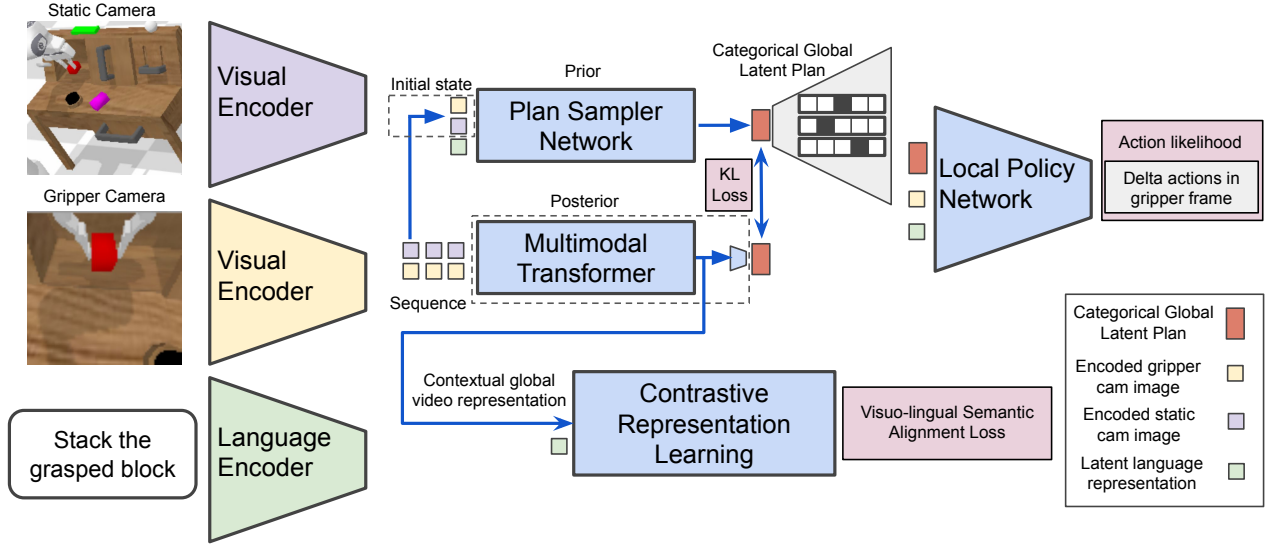 Static Camera
Visual
Encoder
Gripper Camera
Visual
Encoder
Stack the
grasped block
Language
Encoder
Initial state
Prior
Plan Sampler
Network
Categorical Global
Latent Plan
KL
Loss
Posterior
Multimodal
Transformer
Sequence
Local Policy
Network
Action likelihood
Delta actions in
gripper frame
Contextual global
video representation
Contrastive
Representation
Learning
Visuo-lingual Semantic
Alignment Loss
Categorical Global
Latent Plan
Encoded gripper
cam image
Encoded static
cam image
Latent language
representation